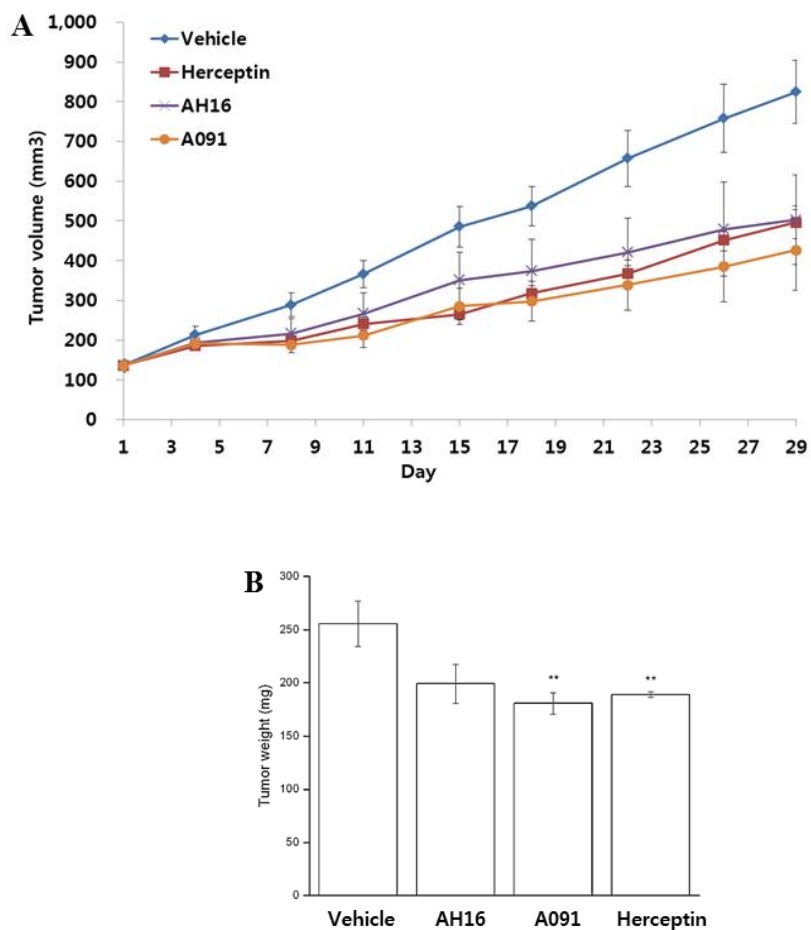 A
1,000
900
800
700
600
500
400
300
200
100
0
Tumor volume (mm3)
Vehicle
Herceptin
AH16
A091
1 3 5 7 9 11 13 15 17 19 21 23 25 27 29
Day
B
300
250
200
150
100
50
0
Tumor weight (mg)
** **
Vehicle AH16 A091 Herceptin